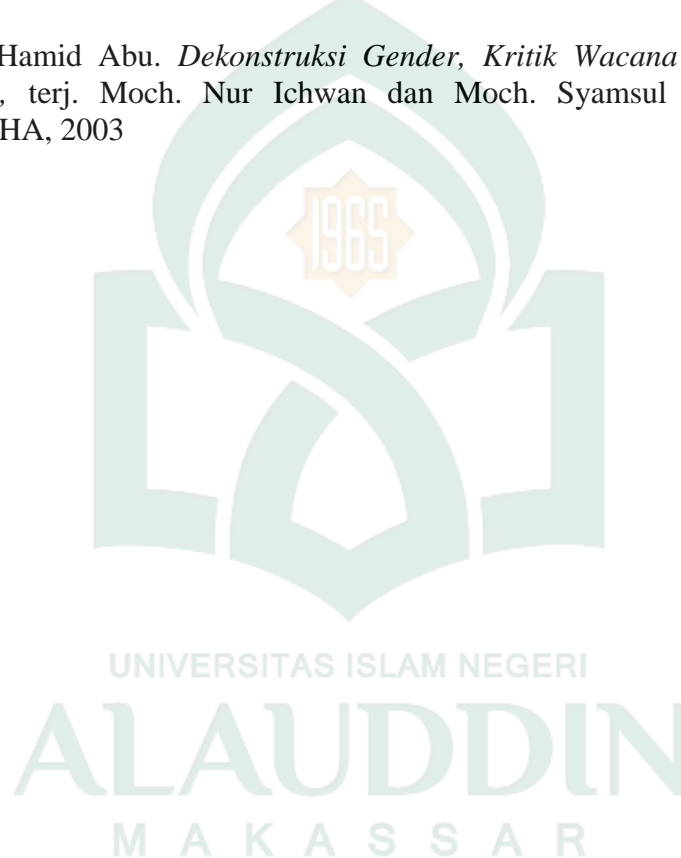 Hamid Abu. Dekonstruksi Gender, Kritik Wacana
, terj. Moch. Nur Ichwan dan Moch. Syamsul
HA, 2003
1965
UNIVERSITAS ISLAM NEGERI
ALAUDDIN
MAKASSAR